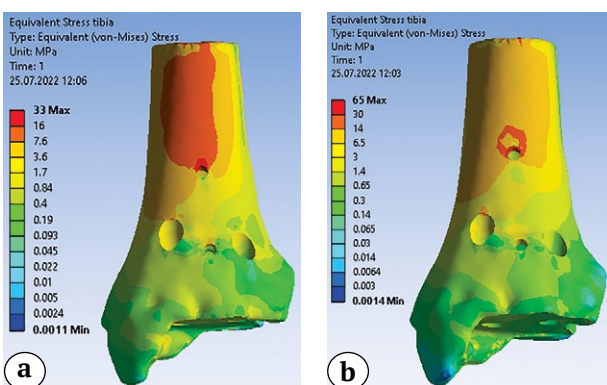 Equivalent Stress tibia
Type: Equivalent (von-Mises) Stress
Unit: MPa
Time: 1
25.07.2022 12:06
33 Max
16
7.6
3.6
1.7
0.84
0.4
0.19
0.093
0.045
0.022
0.01
0.005
0.0024
0.0011 Min
a
Equivalent Stress tibia
Type: Equivalent (von-Mises) Stress
Unit: MPa
Time: 1
25.07.2022 12:03
65 Max
30
14
6.5
3
1.4
0.65
0.3
0.14
0.065
0.03
0.014
0.0064
0.003
0.0014 Min
b